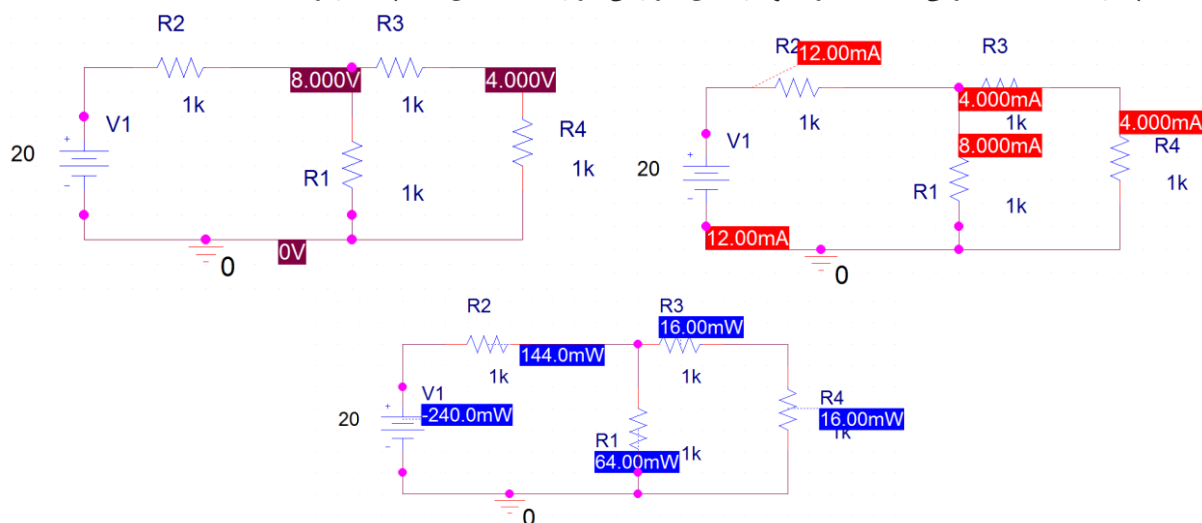 R2 R3
8.000V 4.000V
1k 1k
V1 R4
20 1k
R1 1k
0V
0
R2 12.00mA R3
1k 4.000mA 1k
4.000mA
V1 8.000mA R4
20 1k
R1 1k
12.00mA
0
R2 R3
16.00mW
144.0mW
1k 1k
V1 R4
20 -240.0mW 16.00mW
1k
R1 1k
64.00mW
0